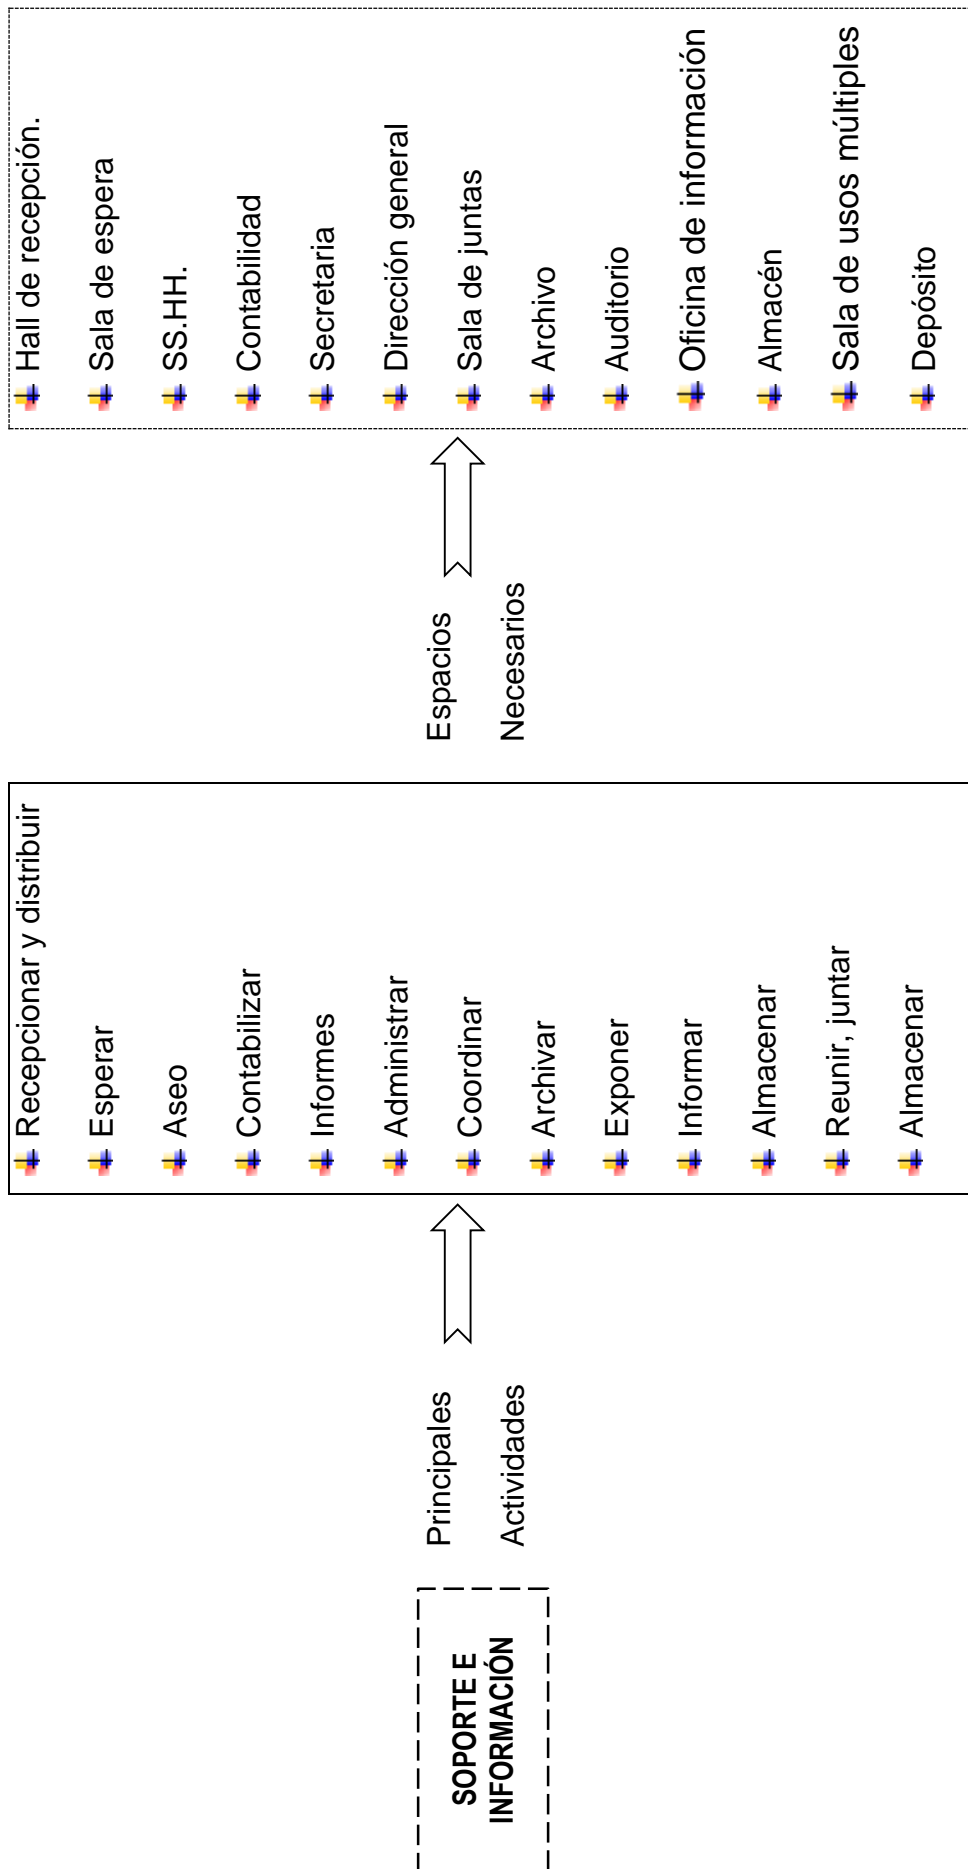 SOPORTE E
INFORMACIÓN
Principales
Actividades
Recepcionar y distribuir
Esperar
Aseo
Contabilizar
Informes
Administrar
Coordinar
Archivar
Exponer
Informar
Almacenar
Reunir, juntar
Almacenar
Espacios
Necesarios
Hall de recepción.
Sala de espera
SS.HH.
Contabilidad
Secretaria
Dirección general
Sala de juntas
Archivo
Auditorio
Oficina de información
Almacén
Sala de usos múltiples
Depósito